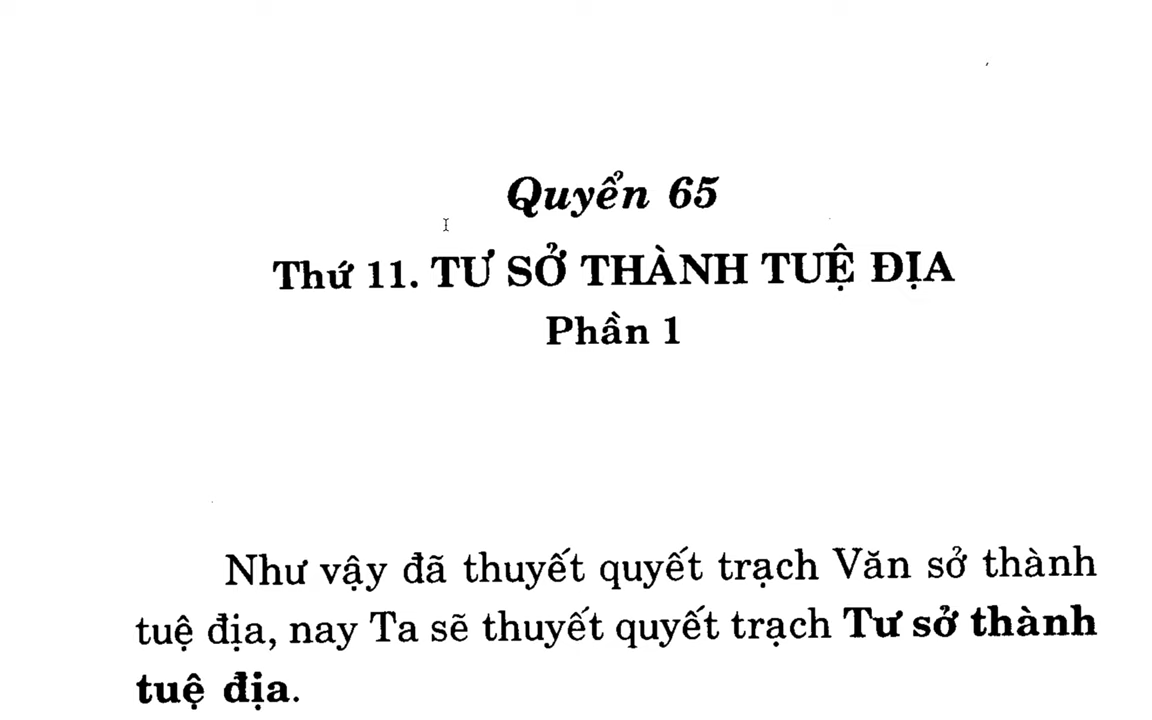 Quyển 65
Thứ 11. TƯ SỞ THÀNH TUỆ ĐỊA
Phần 1
Như vậy đã thuyết quyết trạch Văn sở thành
tuệ địa, nay Ta sẽ thuyết quyết trạch Tư sở thành
tuệ địa.